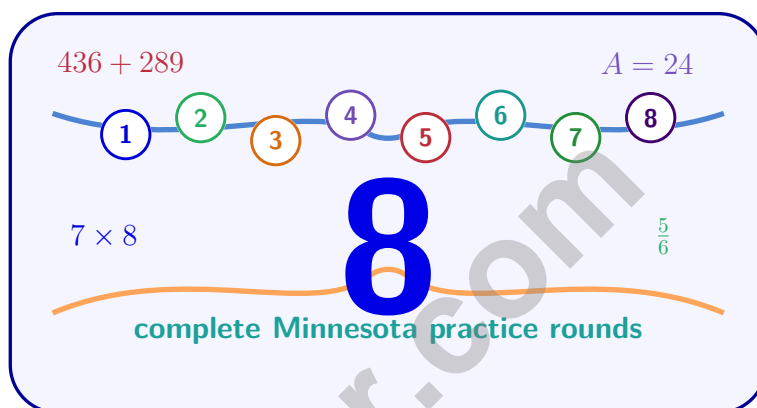 436 + 289
A = 24
1 2 3 4 5 6 7 8
8
7 × 8
5/6
complete Minnesota practice rounds
r.com